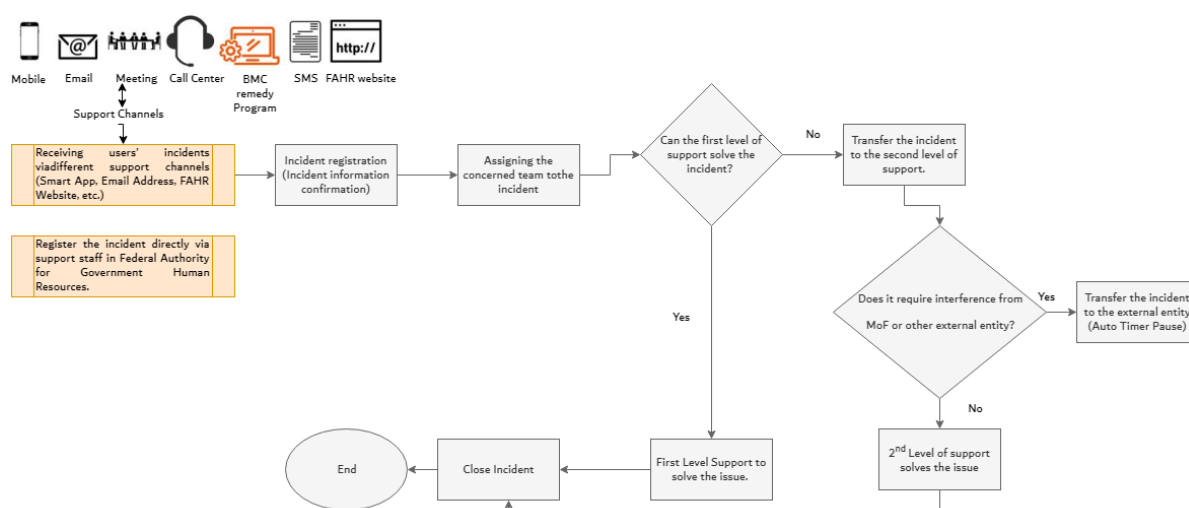 http://
Mobile
Email
Meeting
Call Center
BMC
remedy
Program
SMS
FAHR website
Support Channels
Receiving users' incidents
viadifferent support channels
(Smart App, Email Address, FAHR
Website, etc.)
Incident registration
(Incident information
confirmation)
Assigning the
concerned team tothe
incident
Can the first level of
support solve the
incident?
No
Transfer the incident
to the second level of
support.
Register the incident directly via
support staff in Federal Authority
for Government Human
Resources.
Yes
Does it require interference from
MoF or other external entity?
Yes
Transfer the incident
to the external entity
(Auto Timer Pause)
No
End
Close Incident
First Level Support to
solve the issue.
2nd Level of support
solves the issue